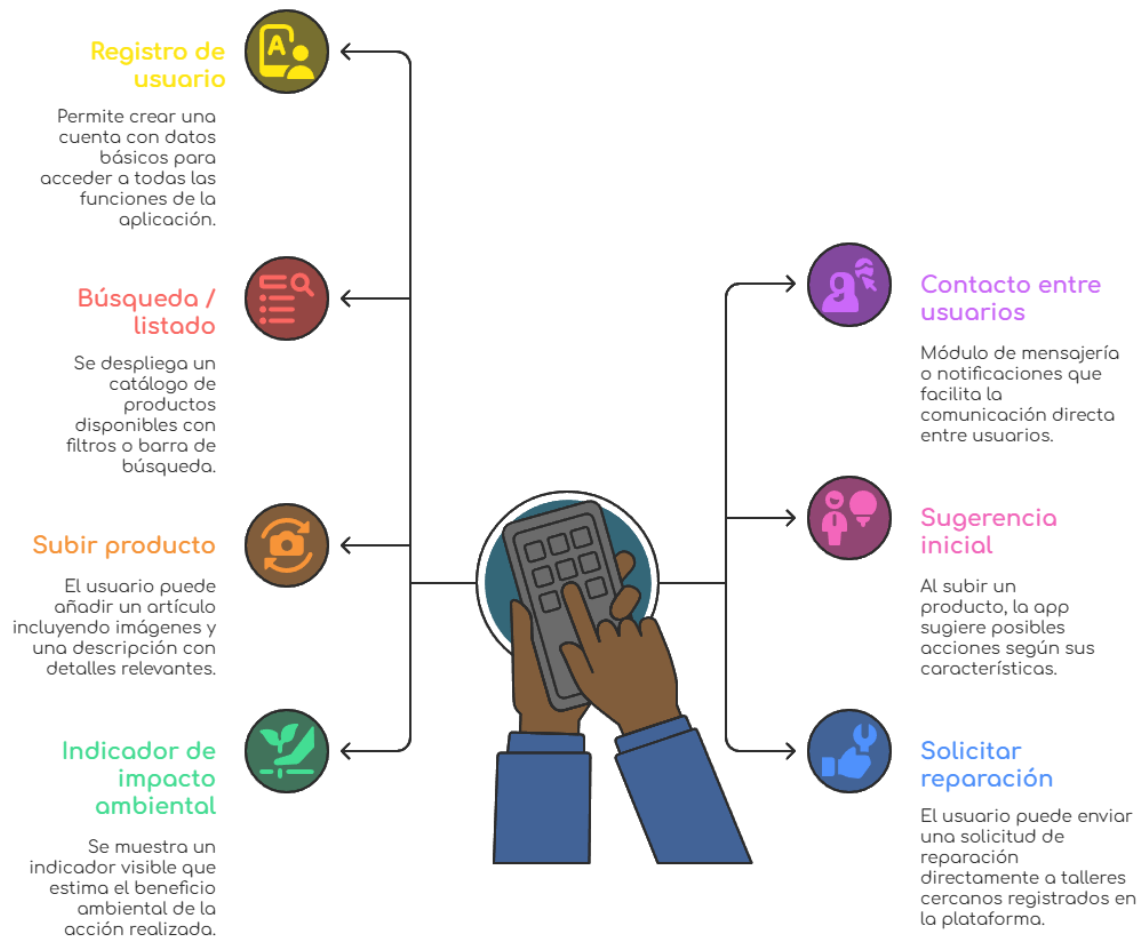 Registro de
usuario
Permite crear una
cuenta con datos
básicos para
acceder a todas las
funciones de la
aplicación.
Búsqueda /
listado
Se despliega un
catálogo de
productos
disponibles con
filtros o barra de
búsqueda.
Subir producto
El usuario puede
añadir un artículo
incluyendo imágenes y
una descripción con
detalles relevantes.
Indicador de
impacto
ambiental
Se muestra un
indicador visible que
estima el beneficio
ambiental de la
acción realizada.
Contacto entre
usuarios
Módulo de mensajería
o notificaciones que
facilita la
comunicación directa
entre usuarios.
Sugerencia
inicial
Al subir un
producto, la app
sugiere posibles
acciones según sus
características.
Solicitar
reparación
El usuario puede enviar
una solicitud de
reparación
directamente a talleres
cercanos registrados en
la plataforma.
A